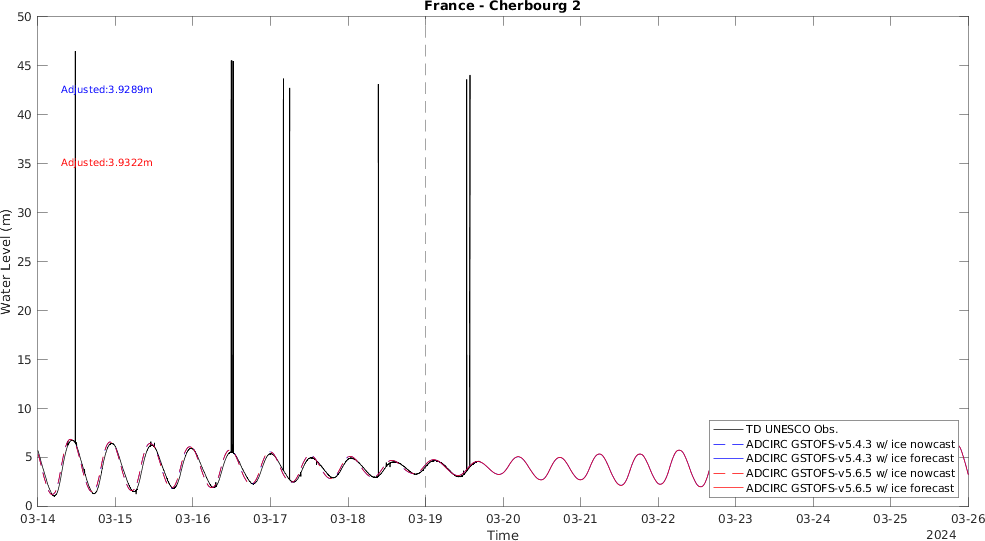 France - Cherbourg 2
50
45
40
35
30
25
20
15
10
5
0
Water Level (m)
Adjusted:3.9289m
Adjusted:3.9322m
TD UNESCO Obs.
ADCIRC GSTOFS-v5.4.3 w/ ice nowcast
ADCIRC GSTOFS-v5.4.3 w/ ice forecast
ADCIRC GSTOFS-v5.6.5 w/ ice nowcast
ADCIRC GSTOFS-v5.6.5 w/ ice forecast
03-14 03-15 03-16 03-17 03-18 03-19 03-20 03-21 03-22 03-23 03-24 03-25 03-26
Time
2024